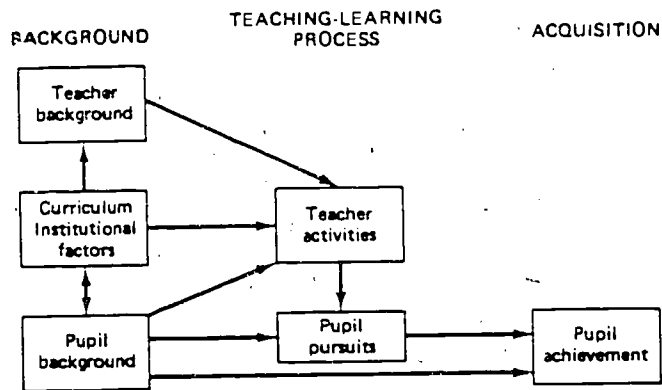 BACKGROUND
TEACHING-LEARNING
PROCESS
ACQUISITION
Teacher
background
Curriculum
Institutional
factors
Teacher
activities
Pupil
background
Pupil
pursuits
Pupil
achievement